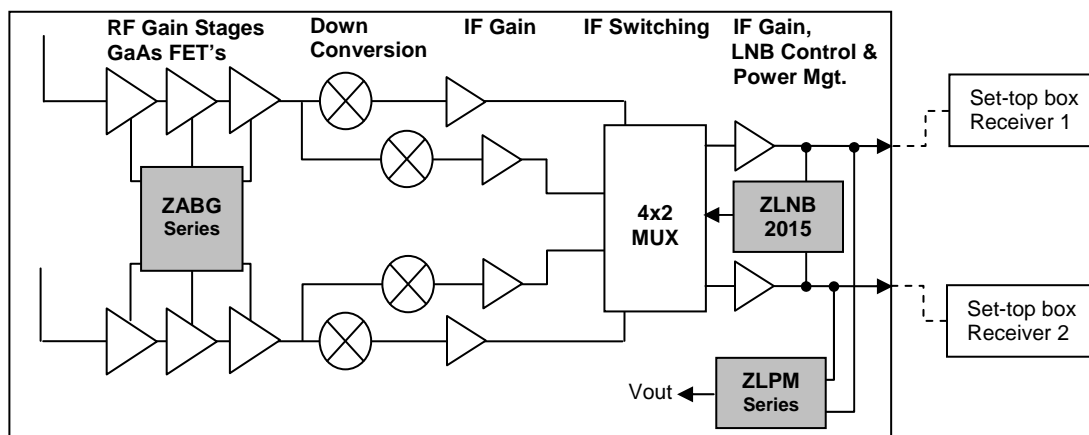 RF Gain Stages
GaAs FET's
Down
Conversion
IF Gain
IF Switching
IF Gain,
LNB Control &
Power Mgt.
Set-top box
Receiver 1
ZABG
Series
4x2
MUX
ZLNB
2015
Set-top box
Receiver 2
Vout
ZLPM
Series